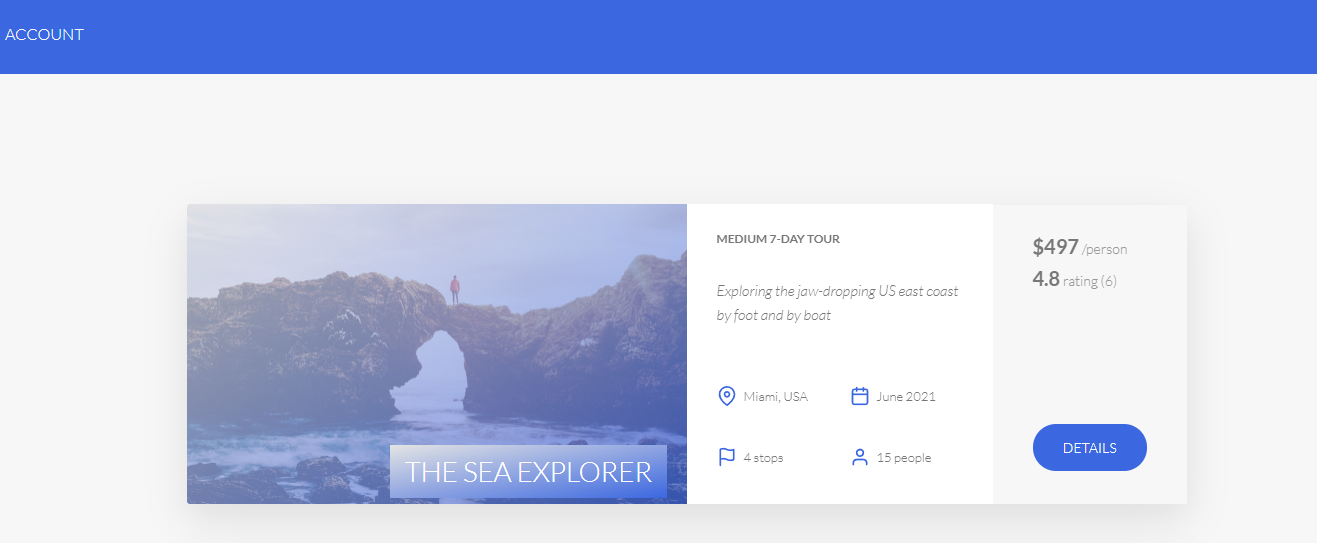 ACCOUNT
THE SEA EXPLORER
MEDIUM 7-DAY TOUR
Exploring the jaw-dropping US east coast
by foot and by boat
Miami, USA
June 2021
4 stops
15 people
$497 /person
4.8 rating (6)
DETAILS